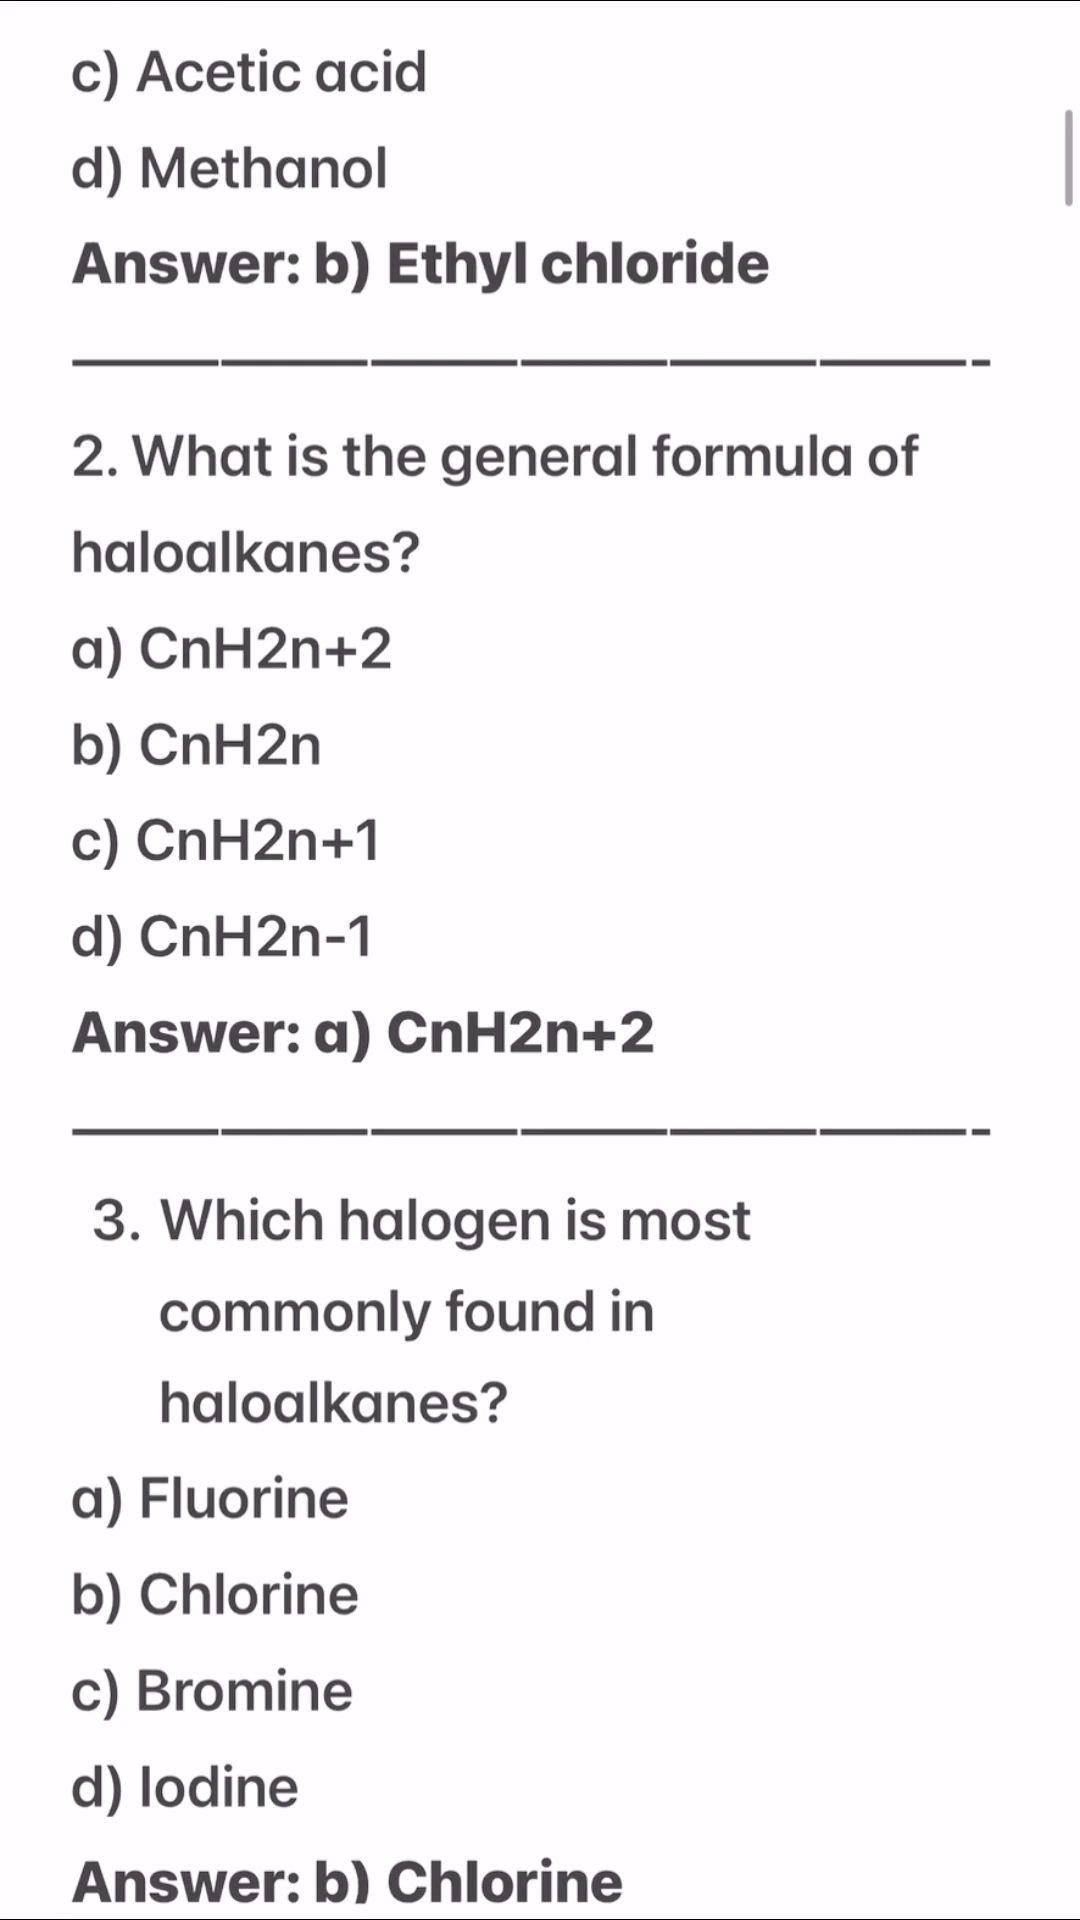 c) Acetic acid
d) Methanol
Answer: b) Ethyl chloride
——————————————————-
2. What is the general formula of
haloalkanes?
a) CnH2n+2
b) CnH2n
c) CnH2n+1
d) CnH2n-1
Answer: a) CnH2n+2
——————————————————-
3. Which halogen is most
commonly found in
haloalkanes?
a) Fluorine
b) Chlorine
c) Bromine
d) Iodine
Answer: b) Chlorine